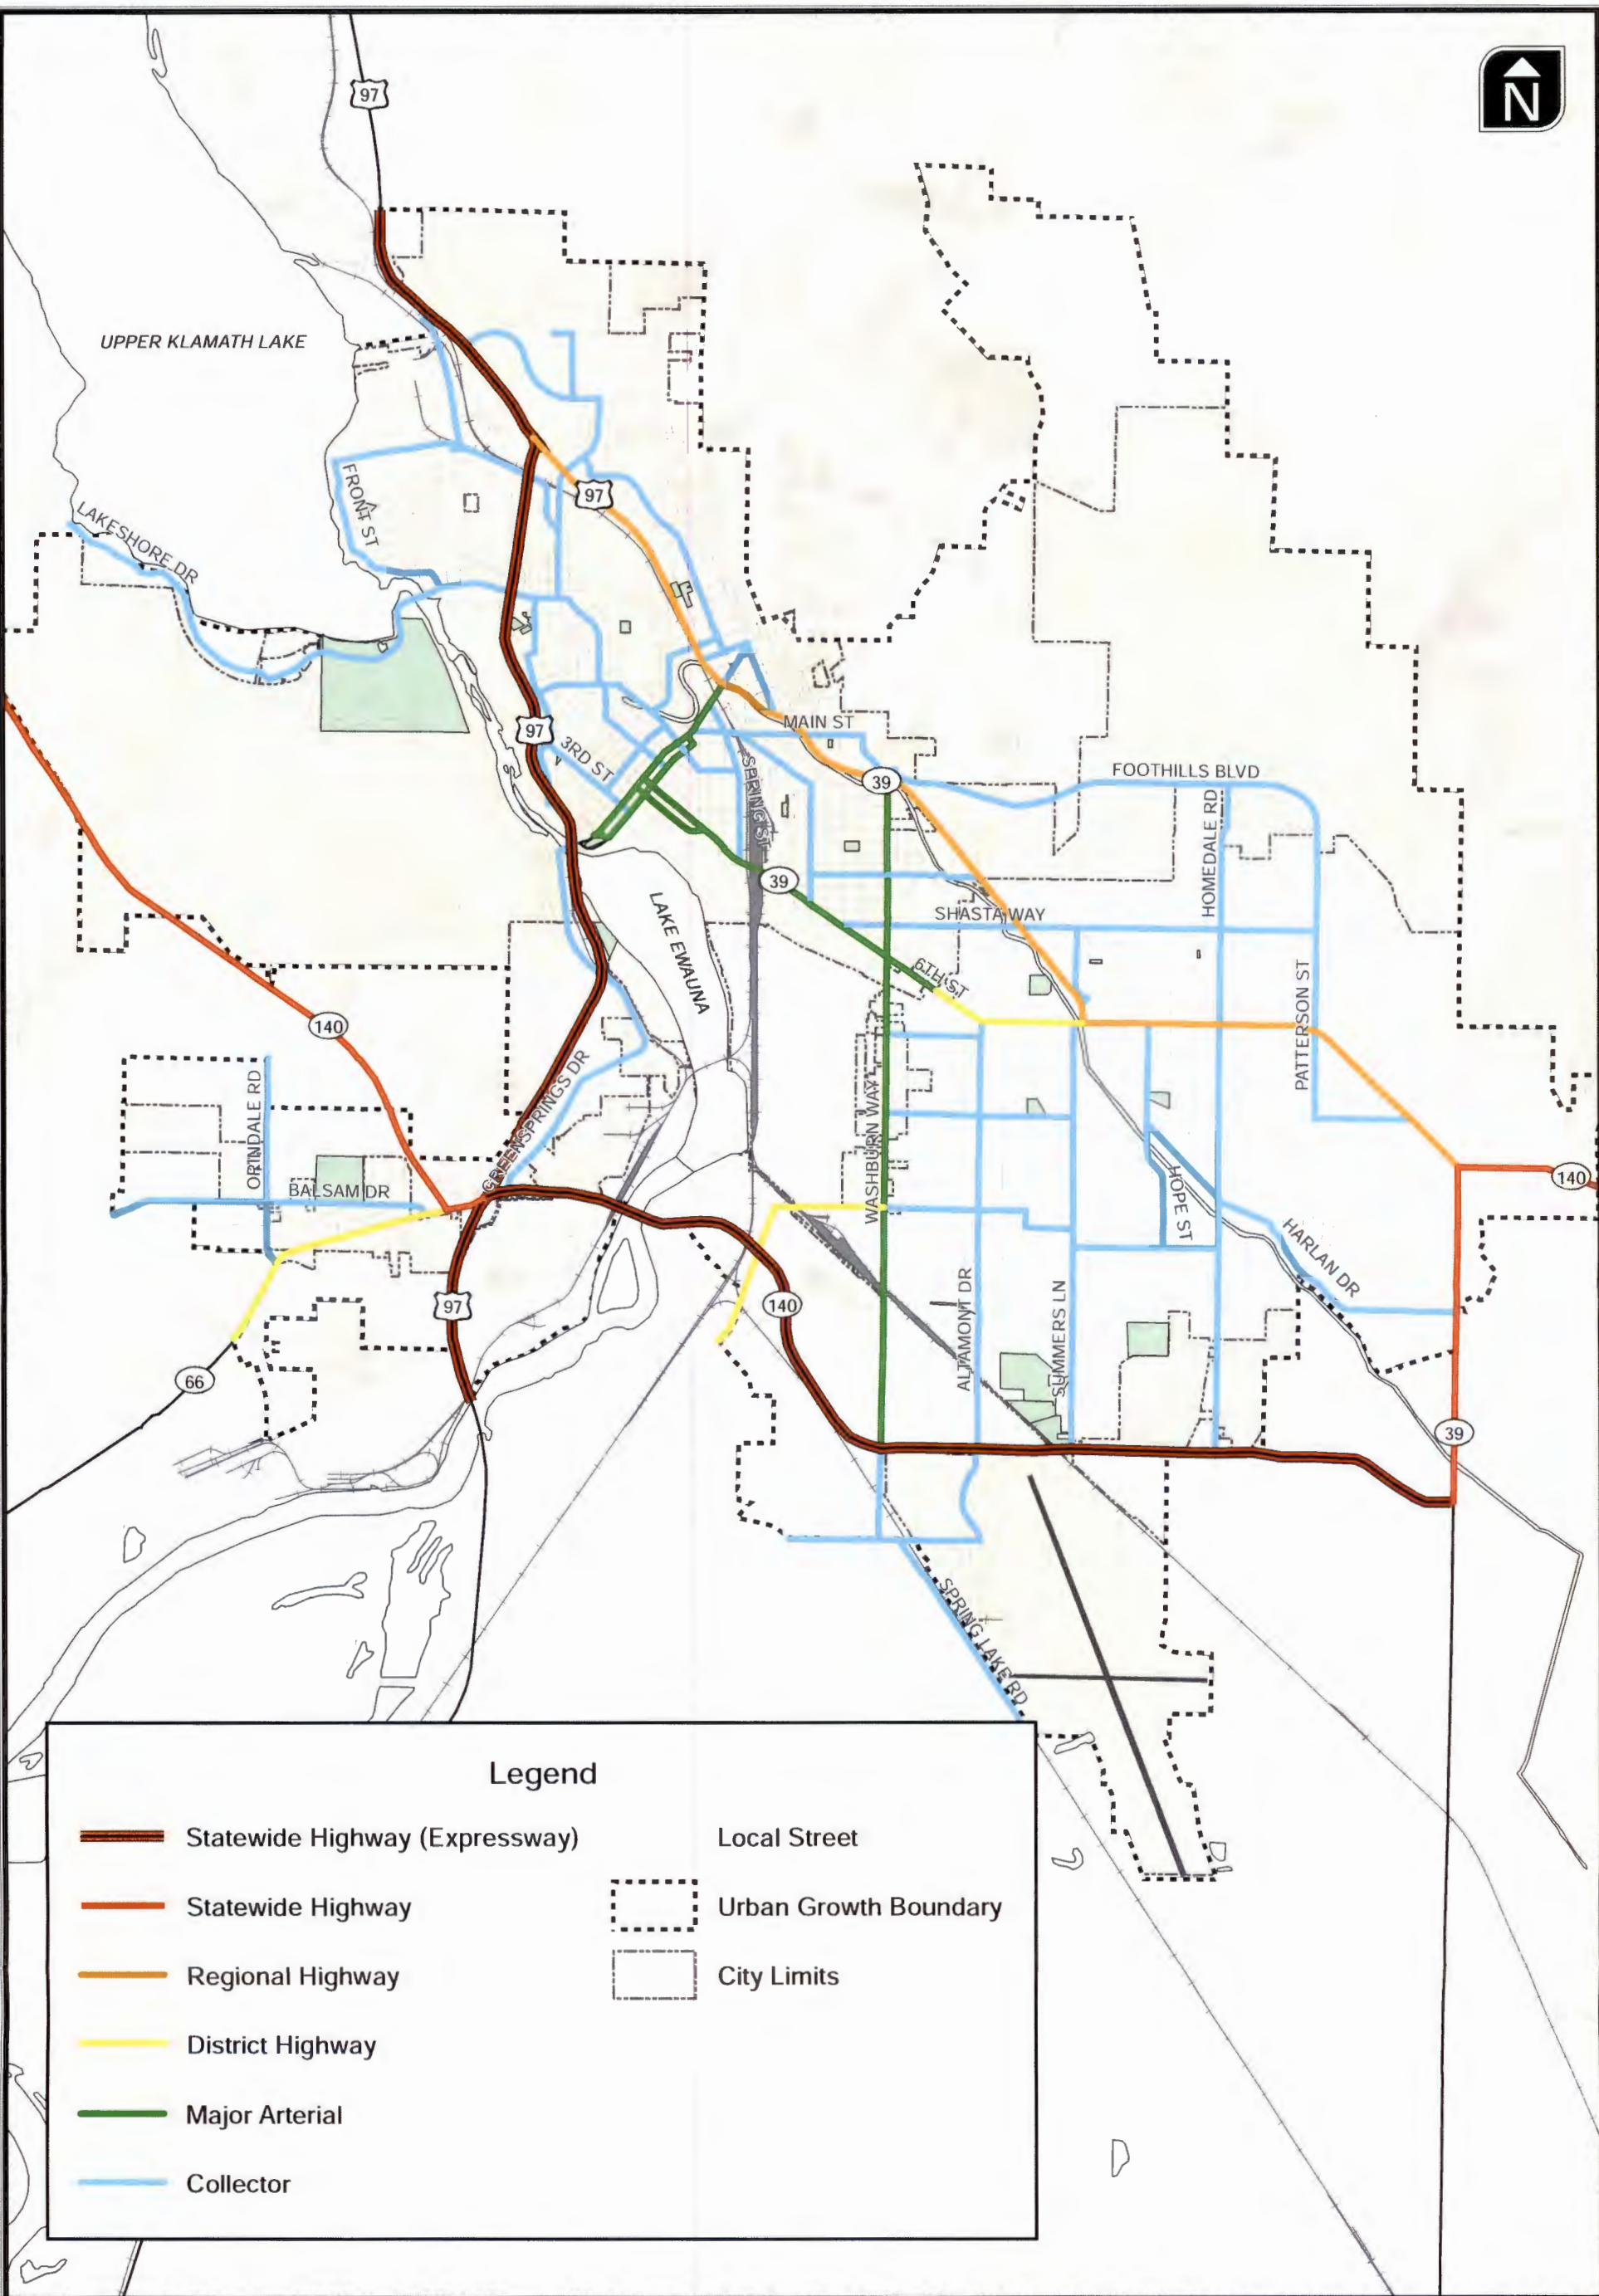 97
N
UPPER KLAMATH LAKE
97
FRONT ST
LAKESHORE DR
97
3RD ST
MAIN ST
39
FOOTHILLS BLVD
SPRING ST
HOMEDALE RD
39
LAKE EWAUNA
SHASTA WAY
S 6TH ST
PATTERSON ST
140
GREENSPRINGS DR
ORINDALE RD
BALSAM DR
WASHBURN WAY
HOPE ST
140
HARLAN DR
97
140
ALTAMONT DR
SUMMERS LN
66
39
SPRING LAKE RD
Legend
Statewide Highway (Expressway)
Local Street
Statewide Highway
Urban Growth Boundary
Regional Highway
City Limits
District Highway
Major Arterial
Collector